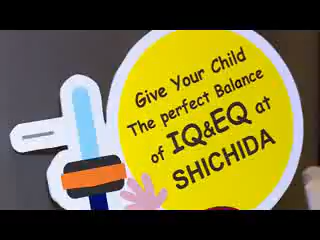 Give Your Child
The perfect Balance
of IQ&EQ at
SHICHIDA